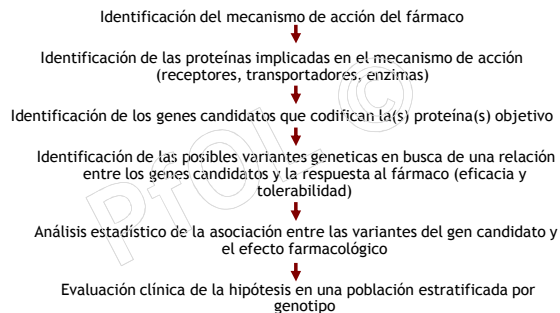 Identificación del mecanismo de acción del fármaco
Identificación de las proteínas implicadas en el mecanismo de acción
(receptores, transportadores, enzimas)
Identificación de los genes candidatos que codifican la(s) proteína(s) objetivo
Identificación de las posibles variantes geneticas en busca de una relación
entre los genes candidatos y la respuesta al fármaco (eficacia y
tolerabilidad)
Análisis estadístico de la asociación entre las variantes del gen candidato y
el efecto farmacológico
Evaluación clínica de la hipótesis en una población estratificada por
genotipo
PfOL ©